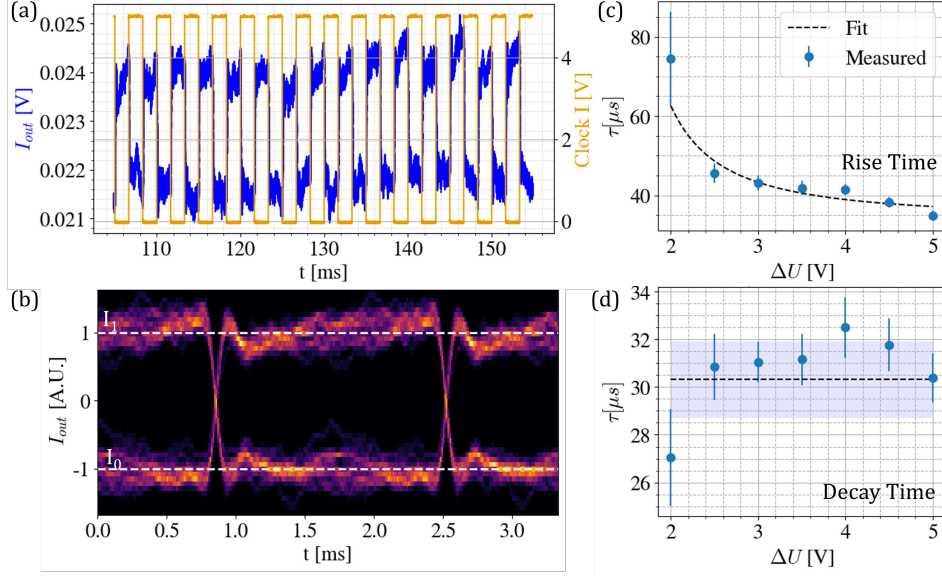 (a)
0.025
0.024
0.023
0.022
0.021
I_out [V]
4
2
0
Clock I [V]
110
120
130
140
150
t [ms]
(b)
I_1
I_0
1
0
-1
I_out [A.U.]
0.0
0.5
1.0
1.5
2.0
2.5
3.0
t [ms]
(c)
Fit
Measured
80
60
40
τ[μs]
Rise Time
2
3
4
5
ΔU [V]
(d)
34
32
30
28
26
τ[μs]
Decay Time
2
3
4
5
ΔU [V]